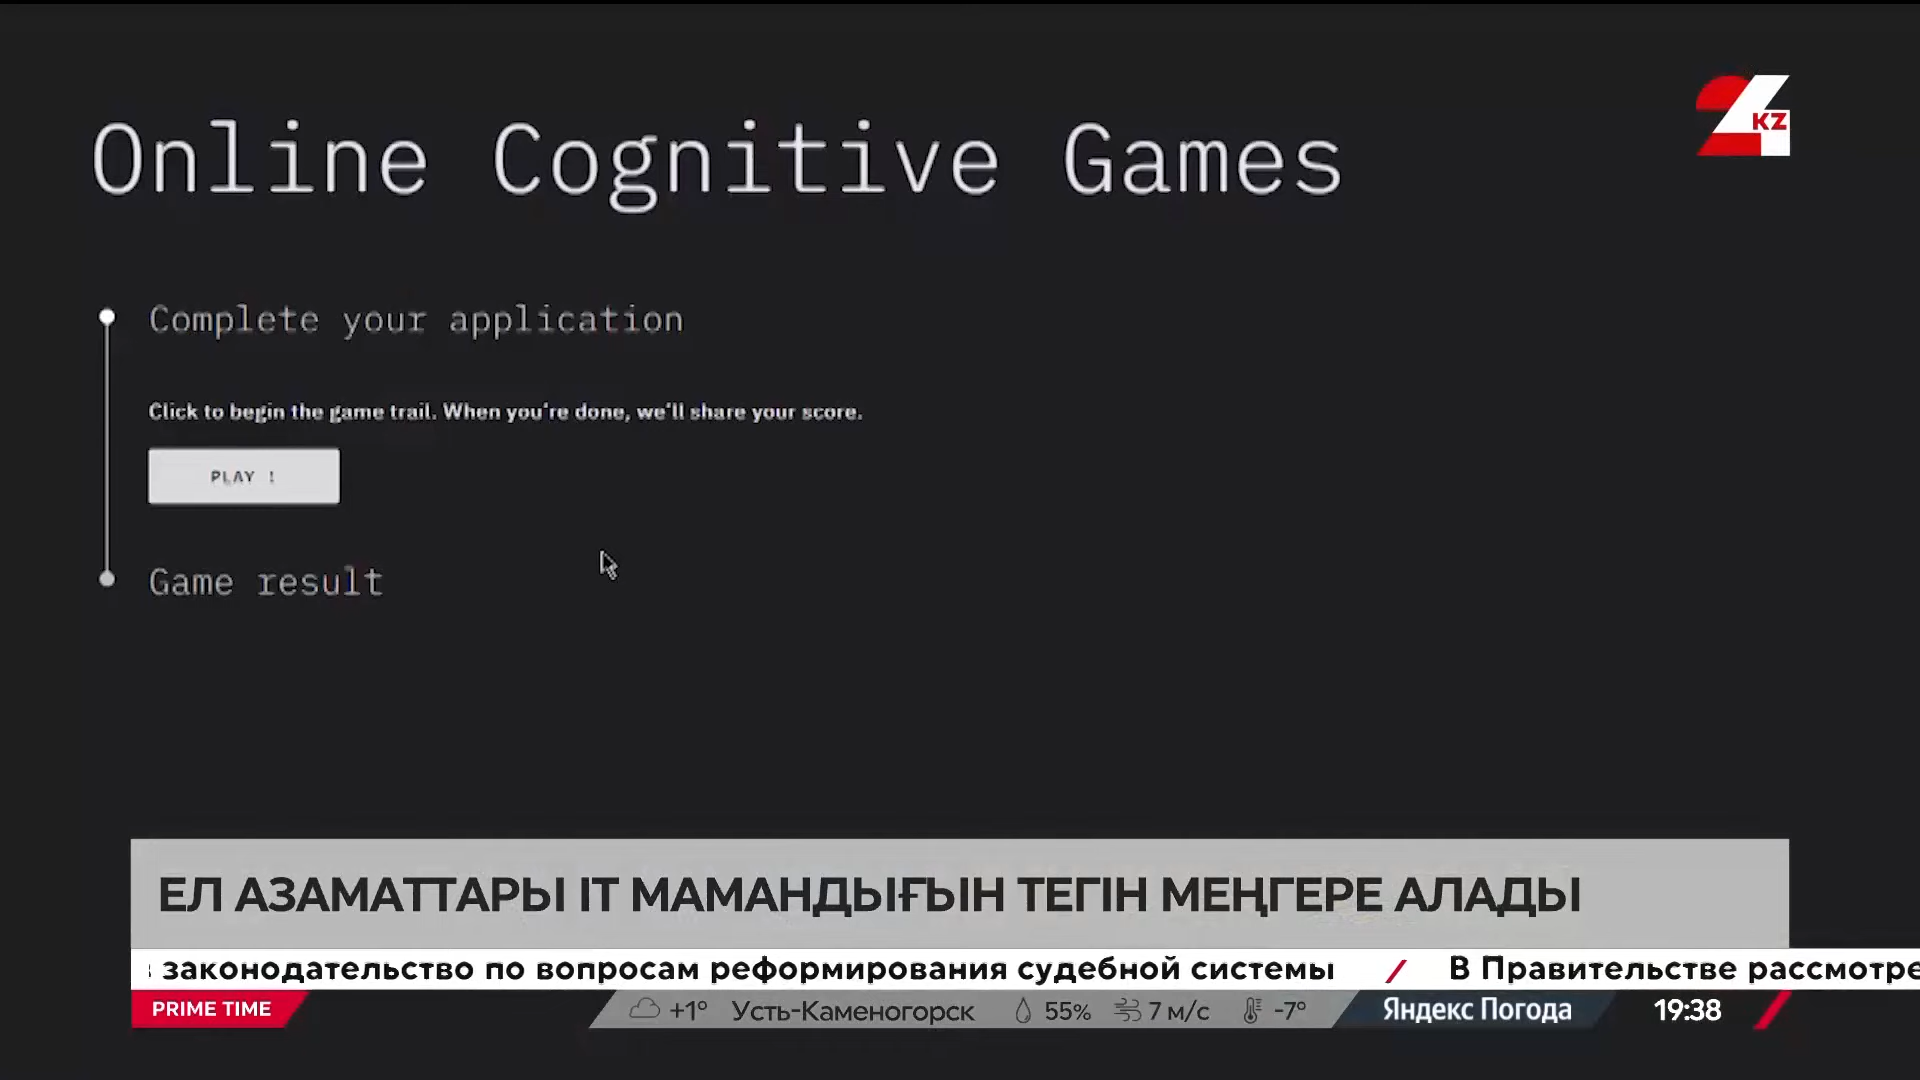 Online Cognitive Games
24 KZ
Complete your application
Click to begin the game trail. When you're done, we'll share your score.
PLAY !
Game result
ЕЛ АЗАМАТТАРЫ IT МАМАНДЫҒЫН ТЕГІН МЕҢГЕРЕ АЛАДЫ
законодательство по вопросам реформирования судебной системы / В Правительстве рассмотре
PRIME TIME +1° Усть-Каменогорск 55% 7 м/с -7° Яндекс Погода 19:38